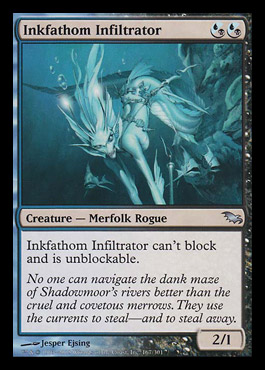 Inkfathom Infiltrator
Creature — Merfolk Rogue
Inkfathom Infiltrator can't block
and is unblockable.
No one can navigate the dank maze
of Shadowmoor's rivers better than the
cruel and covetous merrows. They use
the currents to steal—and to steal away.
Jesper Ejsing
2/1
167/301